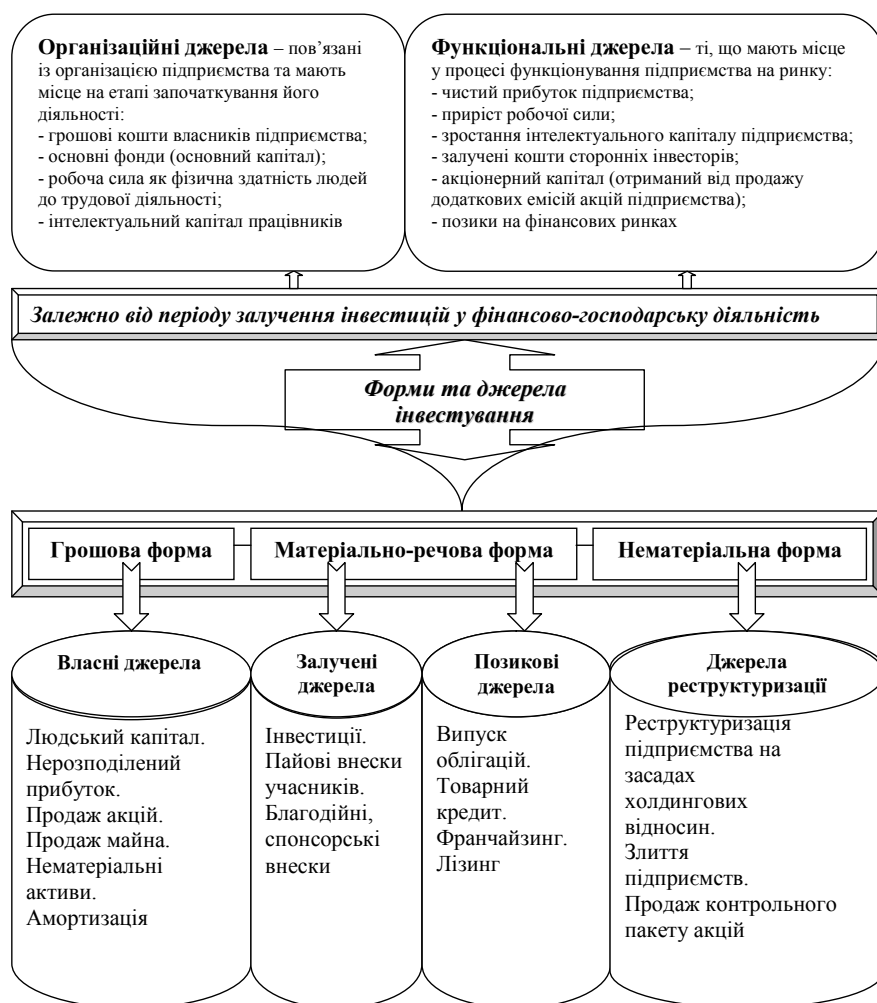 Організаційні джерела – пов’язані
із організацією підприємства та мають
місце на етапі започаткування його
діяльності:
- грошові кошти власників підприємства;
- основні фонди (основний капітал);
- робоча сила як фізична здатність людей
до трудової діяльності;
- інтелектуальний капітал працівників
Функціональні джерела – ті, що мають місце
у процесі функціонування підприємства на ринку:
- чистий прибуток підприємства;
- приріст робочої сили;
- зростання інтелектуального капіталу підприємства;
- залучені кошти сторонніх інвесторів;
- акціонерний капітал (отриманий від продажу
додаткових емісій акцій підприємства);
- позики на фінансових ринках
Залежно від періоду залучення інвестицій у фінансово-господарську діяльність
Форми та джерела
інвестування
Грошова форма
Матеріально-речова форма
Нематеріальна форма
Власні джерела
Людський капітал.
Нерозподілений
прибуток.
Продаж акцій.
Продаж майна.
Нематеріальні
активи.
Амортизація
Залучені
джерела
Інвестиції.
Пайові внески
учасників.
Благодійні,
спонсорські
внески
Позикові
джерела
Випуск
облігацій.
Товарний
кредит.
Франчайзинг.
Лізинг
Джерела
реструктуризації
Реструктуризація
підприємства на
засадах
холдингових
відносин.
Злиття
підприємств.
Продаж контрольного
пакету акцій